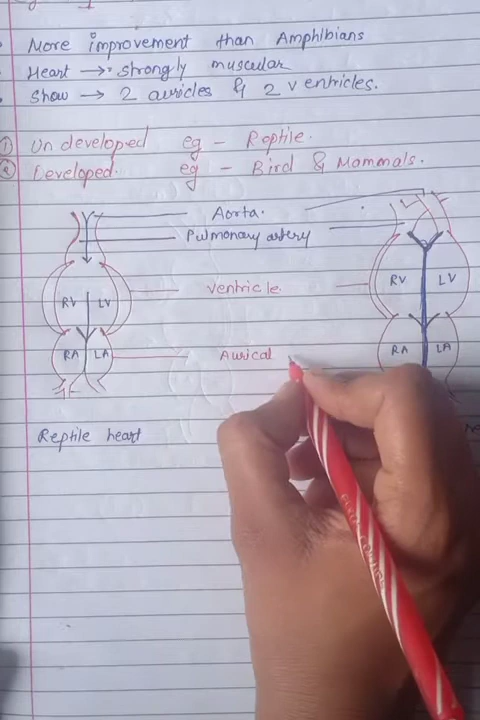 More improvement than Amphibians
Heart → strongly muscular
Show → 2 auricles & 2 ventricles.
① Undeveloped eg – Reptile.
② Developed. eg – Bird & Mammals.
Aorta.
Pulmonary artery
Ventricle.
RV LV
RV LV
Aurical
RA LA
RA LA
Reptile heart